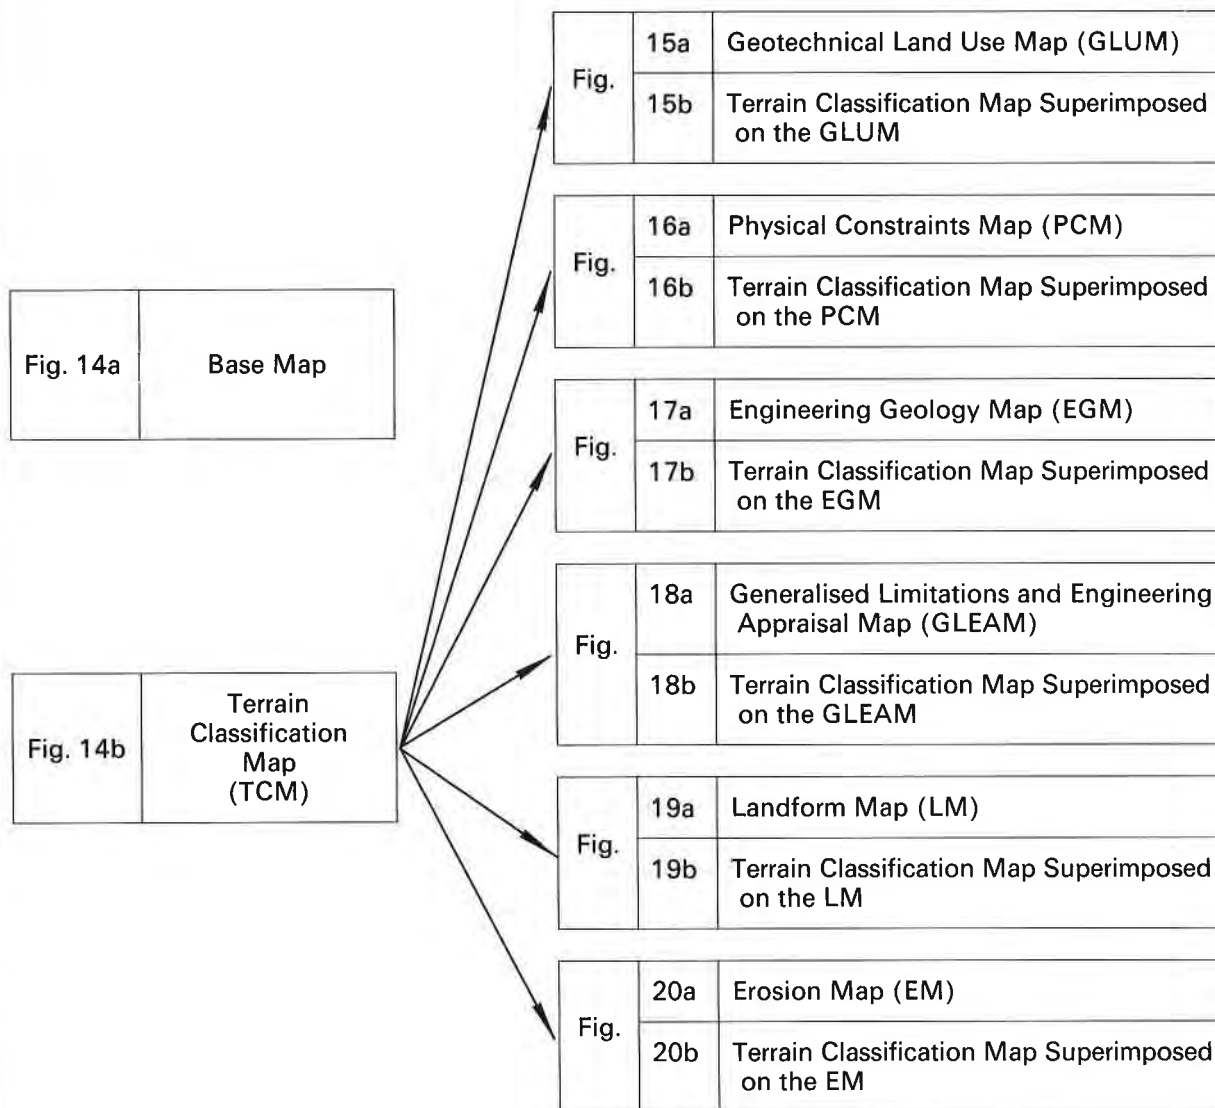 Fig. 14a
Base Map
Fig. 14b
Terrain
Classification
Map
(TCM)
Fig.
15a
Geotechnical Land Use Map (GLUM)
15b
Terrain Classification Map Superimposed
on the GLUM
Fig.
16a
Physical Constraints Map (PCM)
16b
Terrain Classification Map Superimposed
on the PCM
Fig.
17a
Engineering Geology Map (EGM)
17b
Terrain Classification Map Superimposed
on the EGM
Fig.
18a
Generalised Limitations and Engineering
Appraisal Map (GLEAM)
18b
Terrain Classification Map Superimposed
on the GLEAM
Fig.
19a
Landform Map (LM)
19b
Terrain Classification Map Superimposed
on the LM
Fig.
20a
Erosion Map (EM)
20b
Terrain Classification Map Superimposed
on the EM